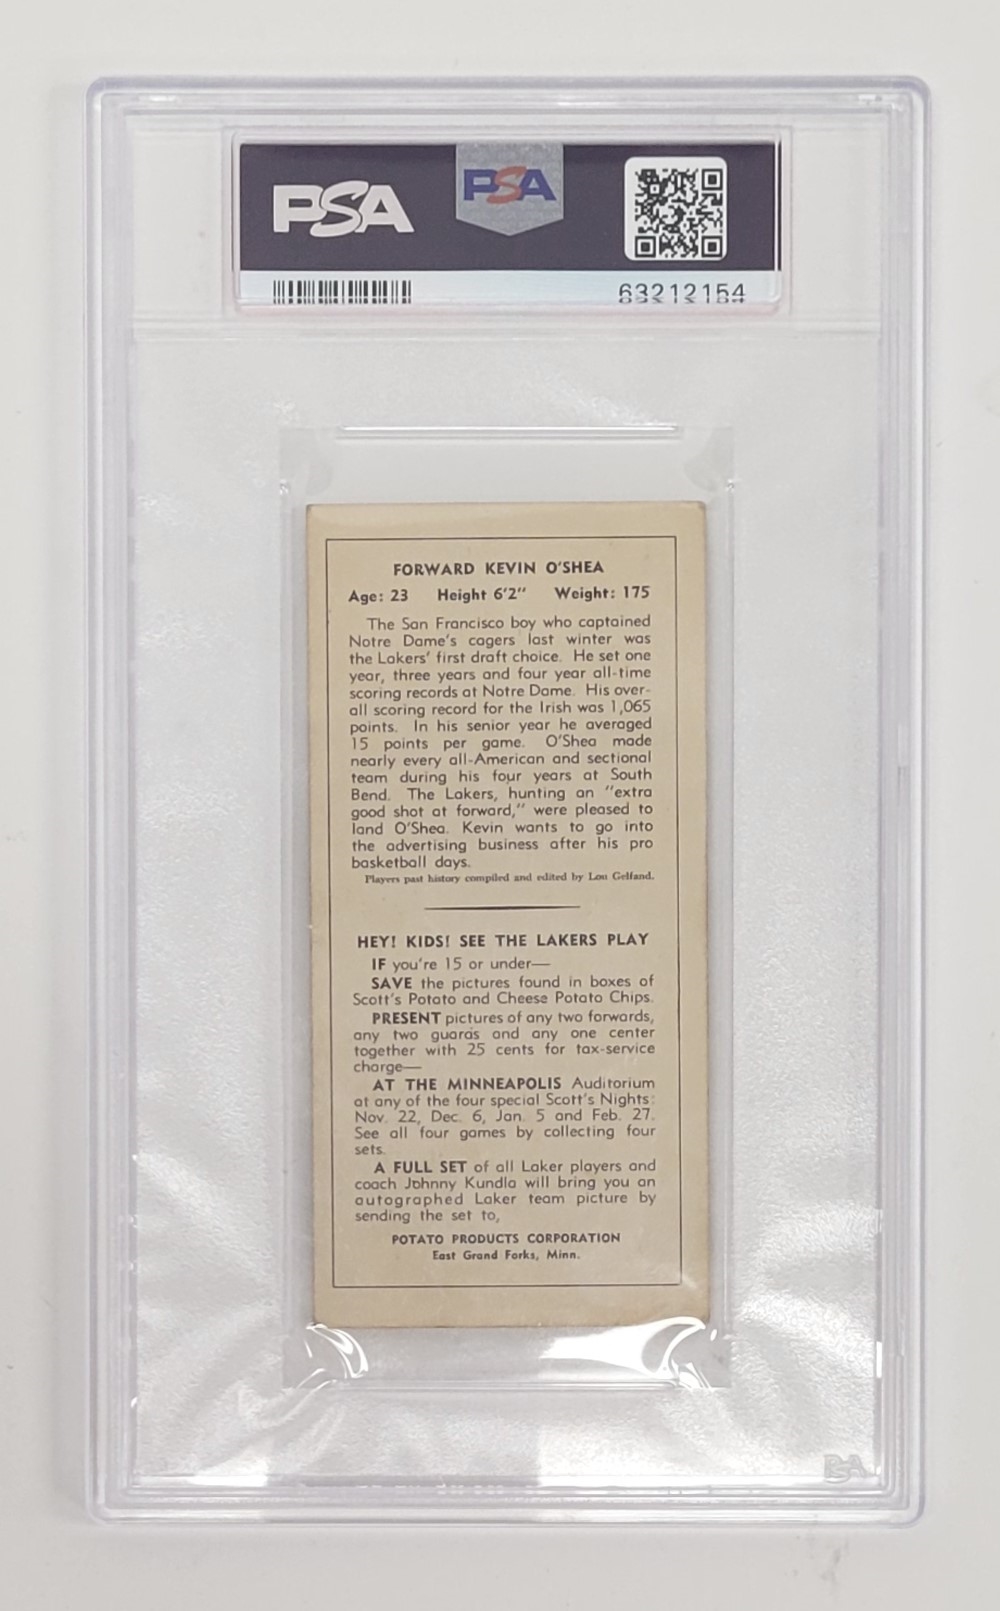 PSA
PSA
63212154
FORWARD KEVIN O'SHEA
Age: 23 Height 6'2" Weight: 175
The San Francisco boy who captained
Notre Dame's cagers last winter was
the Lakers' first draft choice. He set one
year, three years and four year all-time
scoring records at Notre Dame. His over-
all scoring record for the Irish was 1,065
points. In his senior year he averaged
15 points per game. O'Shea made
nearly every all-American and sectional
team during his four years at South
Bend. The Lakers, hunting an "extra
good shot at forward," were pleased to
land O'Shea. Kevin wants to go into
the advertising business after his pro
basketball days.
Players past history compiled and edited by Lou Gelfand.
HEY! KIDS! SEE THE LAKERS PLAY
IF you're 15 or under—
SAVE the pictures found in boxes of
Scott's Potato and Cheese Potato Chips.
PRESENT pictures of any two forwards,
any two guards and any one center
together with 25 cents for tax-service
charge—
AT THE MINNEAPOLIS Auditorium
at any of the four special Scott's Nights:
Nov. 22, Dec. 6, Jan. 5 and Feb. 27.
See all four games by collecting four
sets.
A FULL SET of all Laker players and
coach Johnny Kundla will bring you an
autographed Laker team picture by
sending the set to,
POTATO PRODUCTS CORPORATION
East Grand Forks, Minn.
PSA